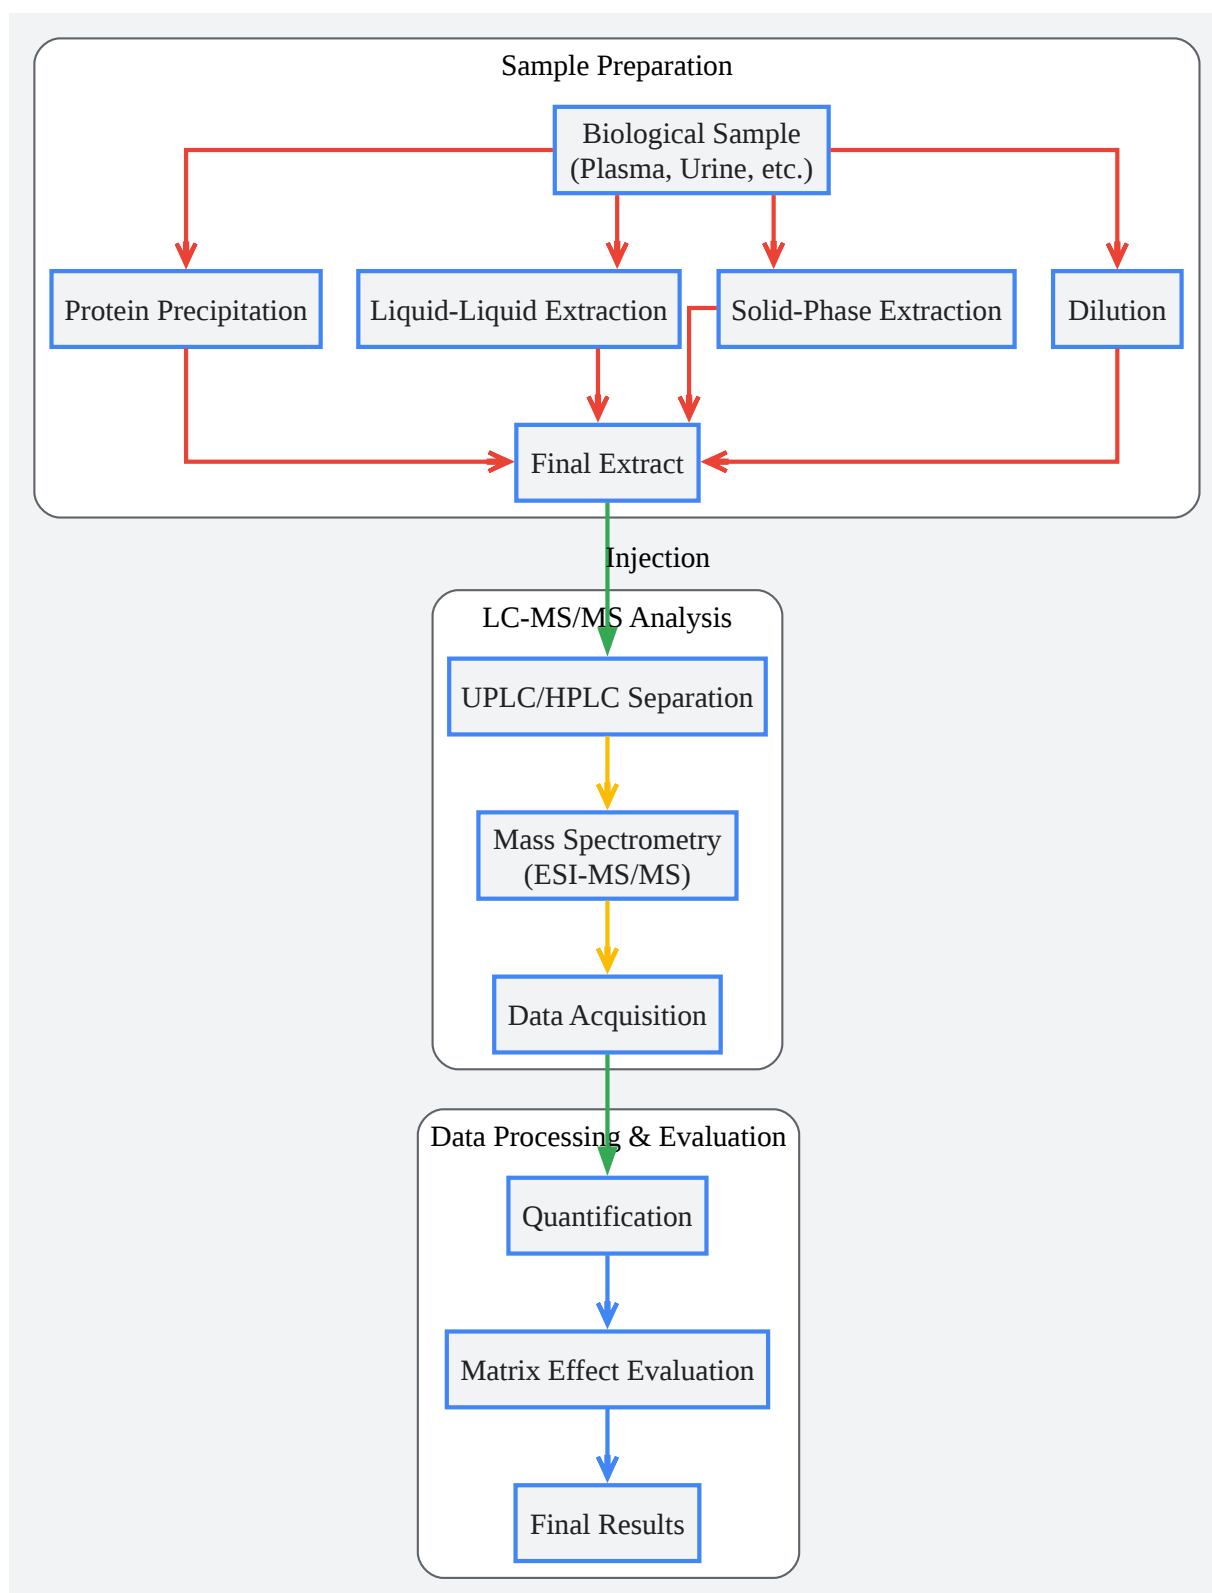 Sample Preparation
Biological Sample
(Plasma, Urine, etc.)
Protein Precipitation
Liquid-Liquid Extraction
Solid-Phase Extraction
Dilution
Final Extract
Injection
LC-MS/MS Analysis
UPLC/HPLC Separation
Mass Spectrometry
(ESI-MS/MS)
Data Acquisition
Data Processing & Evaluation
Quantification
Matrix Effect Evaluation
Final Results